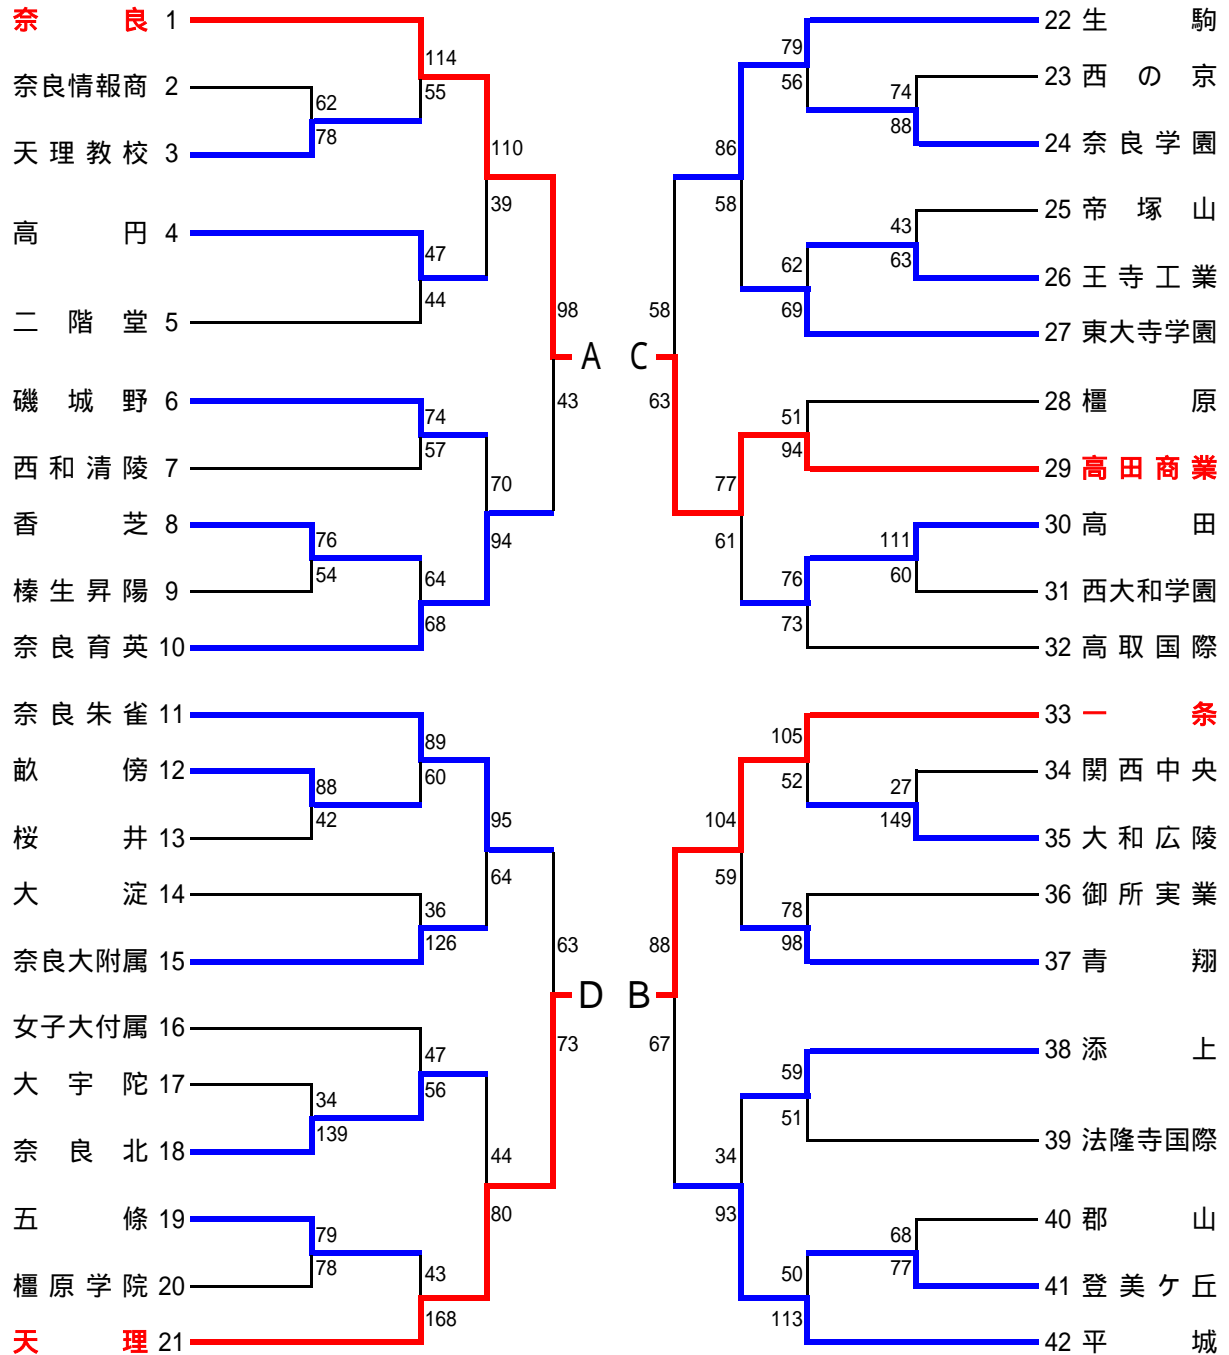 奈良 1
114
奈良情報商 2
62
55
78
天理教校 3
110
39
高円 4
47
44
二階堂 5
98
A
43
磯城野 6
74
57
西和清陵 7
70
香芝 8
76
94
54
64
榛生昇陽 9
68
奈良育英 10
奈良朱雀 11
89
畝傍 12
88
60
42
95
桜井 13
64
大淀 14
36
126
奈良大附属 15
63
D
73
女子大付属 16
47
大宇陀 17
34
56
139
奈良北 18
44
80
五條 19
79
78
43
橿原学院 20
168
天理 21
22 生駒
79
23 西の京
56
74
88
24 奈良学園
86
58
25 帝塚山
43
63
62
26 王寺工業
69
27 東大寺学園
58
C
63
28 橿原
51
94
29 高田商業
77
61
30 高田
111
60
76
31 西大和学園
73
32 高取国際
33 一条
105
52
34 関西中央
27
149
104
35 大和広陵
59
36 御所実業
78
98
37 青翔
88
B
67
38 添上
59
51
39 法隆寺国際
34
93
40 郡山
68
77
50
41 登美ケ丘
113
42 平城